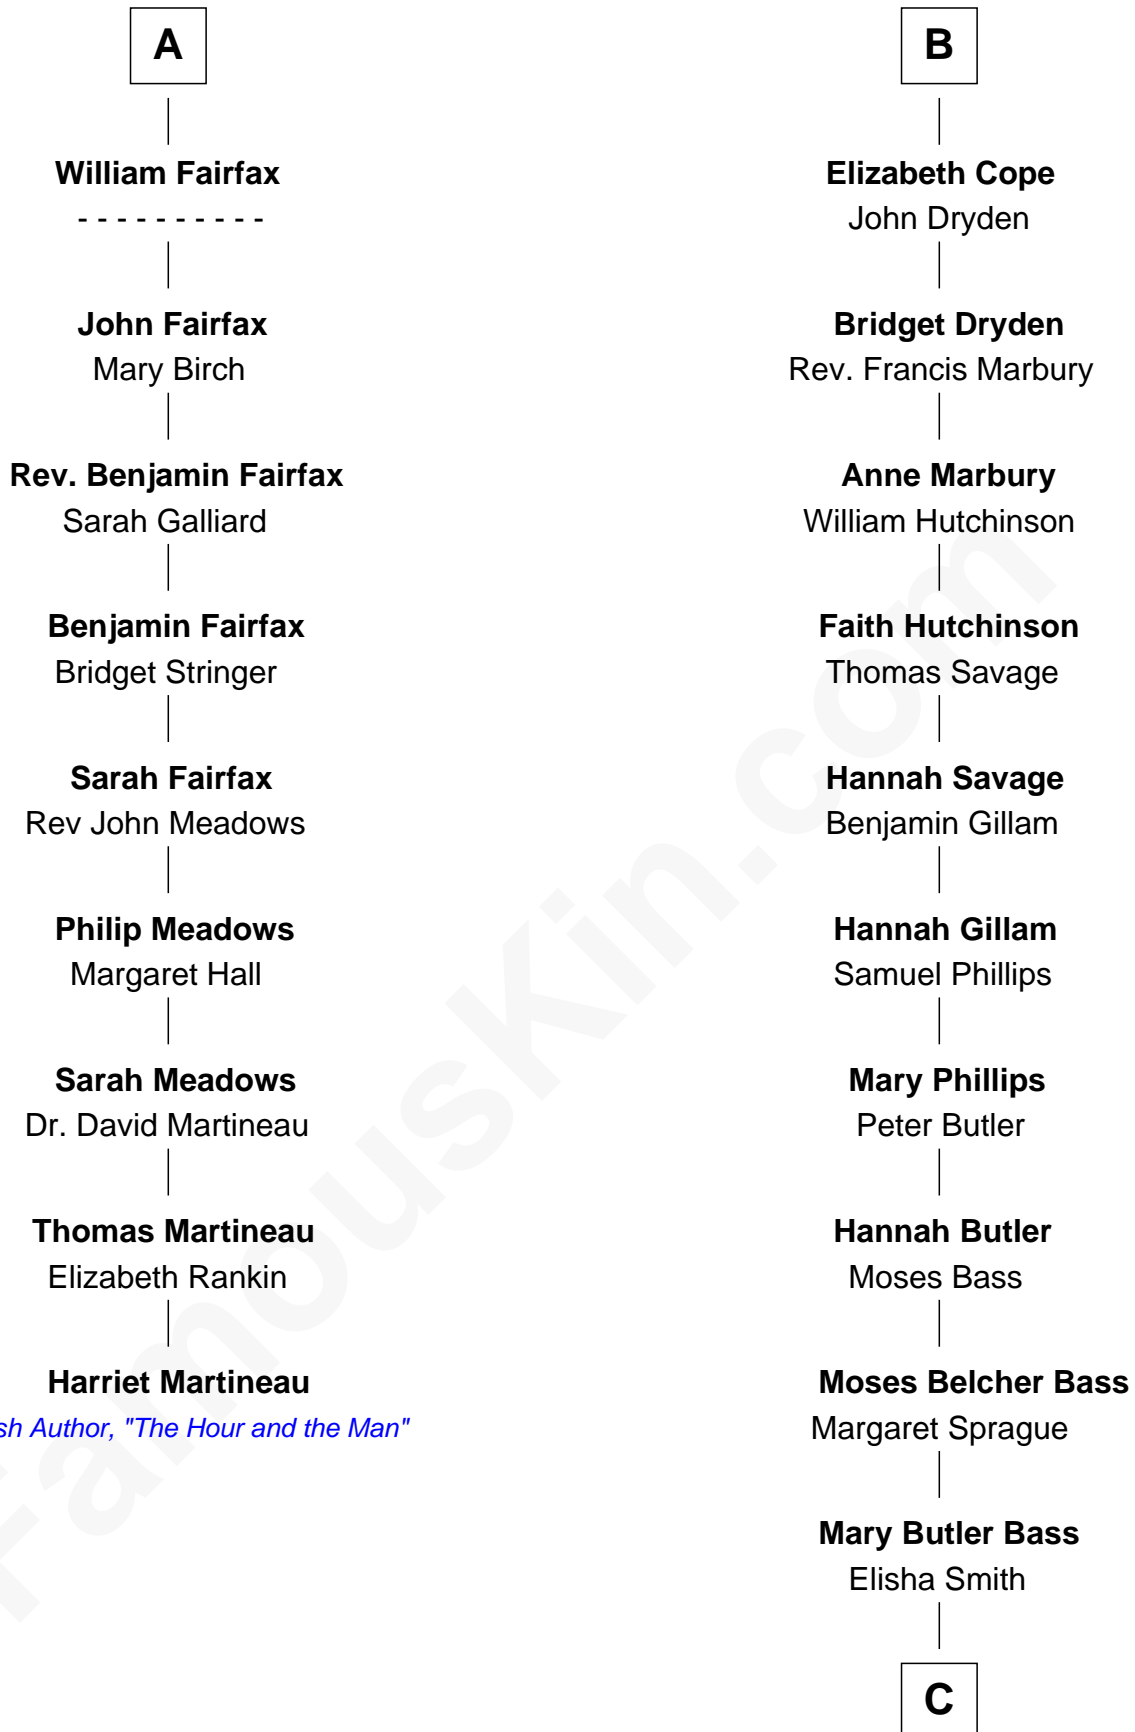 A
William Fairfax
- - - - - - - - - -
John Fairfax
Mary Birch
Rev. Benjamin Fairfax
Sarah Galliard
Benjamin Fairfax
Bridget Stringer
Sarah Fairfax
Rev John Meadows
Philip Meadows
Margaret Hall
Sarah Meadows
Dr. David Martineau
Thomas Martineau
Elizabeth Rankin
Harriet Martineau
sh Author, "The Hour and the Man"
B
Elizabeth Cope
John Dryden
Bridget Dryden
Rev. Francis Marbury
Anne Marbury
William Hutchinson
Faith Hutchinson
Thomas Savage
Hannah Savage
Benjamin Gillam
Hannah Gillam
Samuel Phillips
Mary Phillips
Peter Butler
Hannah Butler
Moses Bass
Moses Belcher Bass
Margaret Sprague
Mary Butler Bass
Elisha Smith
C
FamousKin.com